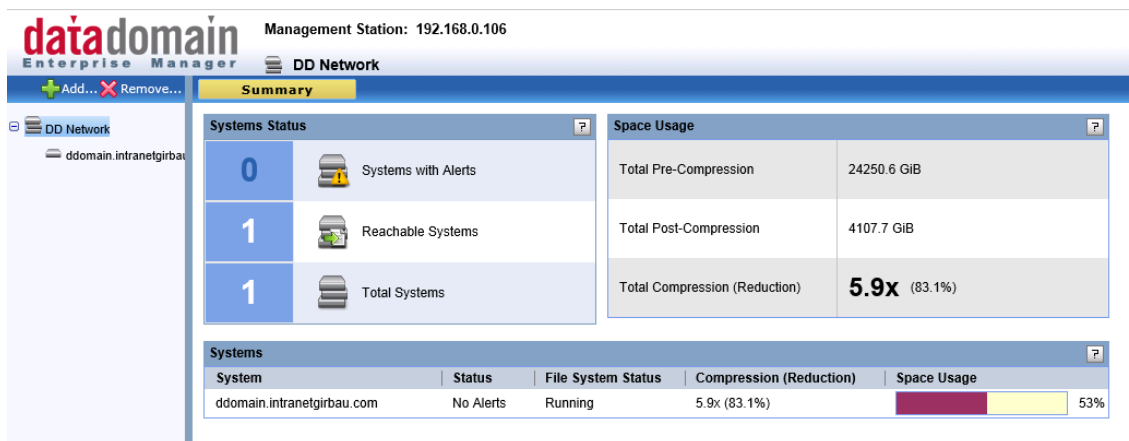 datadomain
Enterprise Manager
Management Station: 192.168.0.106
DD Network
Add... Remove...
Summary
DD Network
ddomain.intranetgirbau
Systems Status ?
0 Systems with Alerts
1 Reachable Systems
1 Total Systems
Space Usage ?
Total Pre-Compression 24250.6 GiB
Total Post-Compression 4107.7 GiB
Total Compression (Reduction) 5.9x (83.1%)
Systems ?
System Status File System Status Compression (Reduction) Space Usage
ddomain.intranetgirbau.com No Alerts Running 5.9x (83.1%) 53%